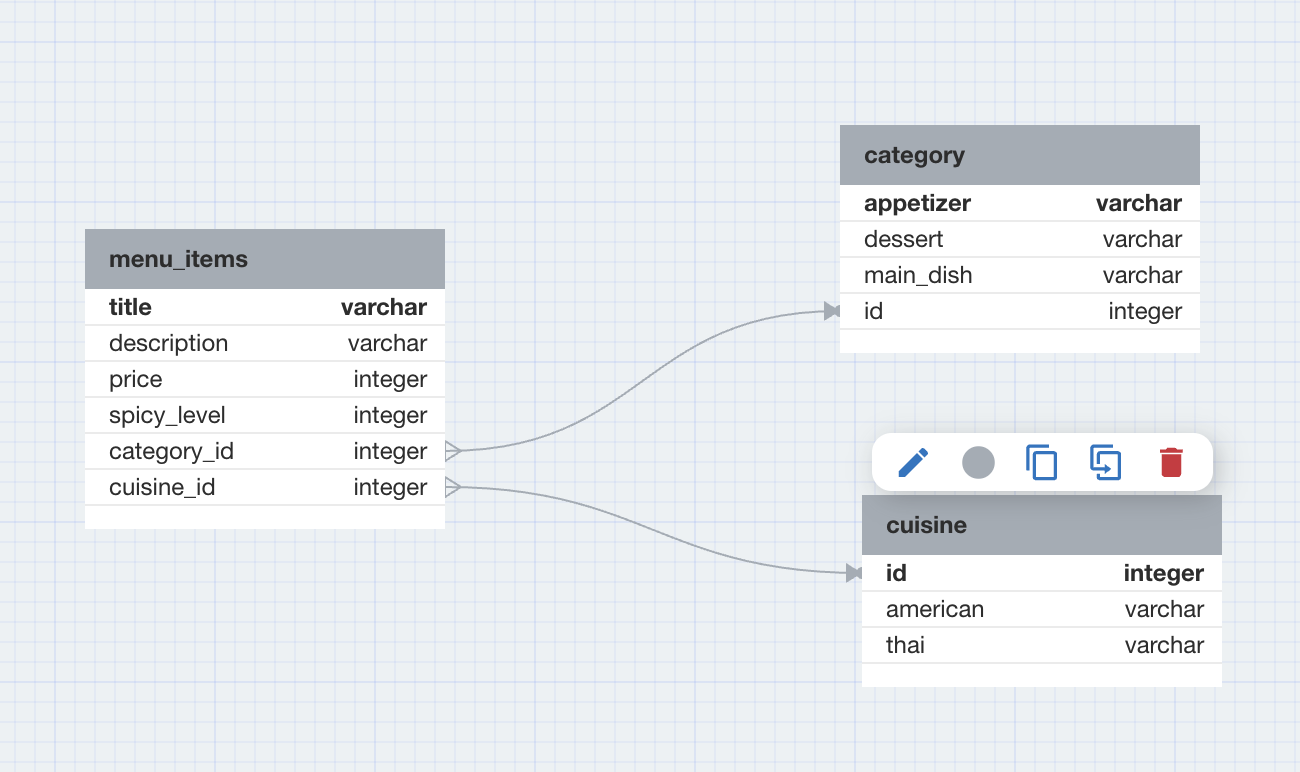 menu_items
title varchar
description varchar
price integer
spicy_level integer
category_id integer
cuisine_id integer
category
appetizer varchar
dessert varchar
main_dish varchar
id integer
cuisine
id integer
american varchar
thai varchar